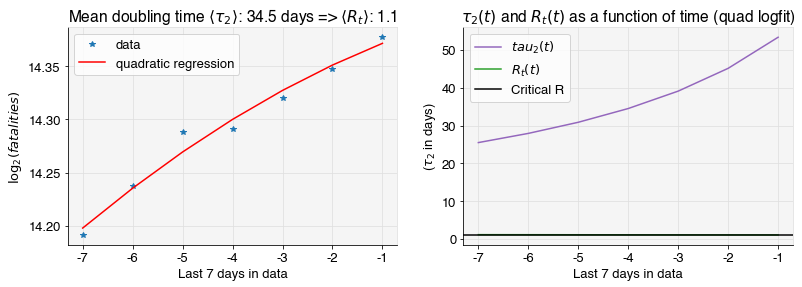 Mean doubling time ⟨τ₂⟩: 34.5 days => ⟨Rₜ⟩: 1.1
data
quadratic regression
log₂(fatalities)
14.35
14.30
14.25
14.20
-7 -6 -5 -4 -3 -2 -1
Last 7 days in data
τ₂(t) and Rₜ(t) as a function of time (quad logfit)
tau₂(t)
Rₜ(t)
Critical R
(τ₂ in days)
50
40
30
20
10
0
-7 -6 -5 -4 -3 -2 -1
Last 7 days in data